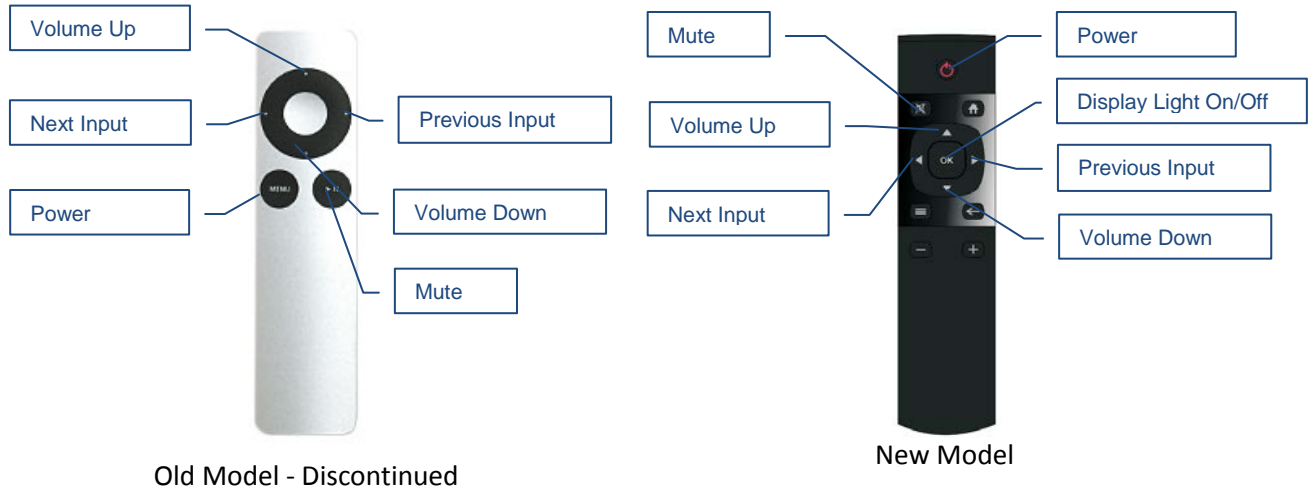 Volume Up
Next Input
Previous Input
MENU
Power
Volume Down
Mute
Old Model - Discontinued
Mute
Power
Display Light On/Off
Volume Up
OK
Previous Input
Next Input
Volume Down
New Model